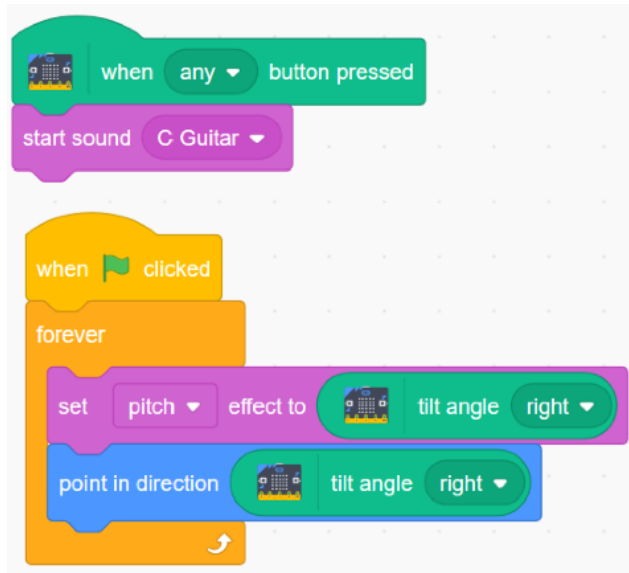 when any button pressed
start sound C Guitar
when clicked
forever
set pitch effect to tilt angle right
point in direction tilt angle right